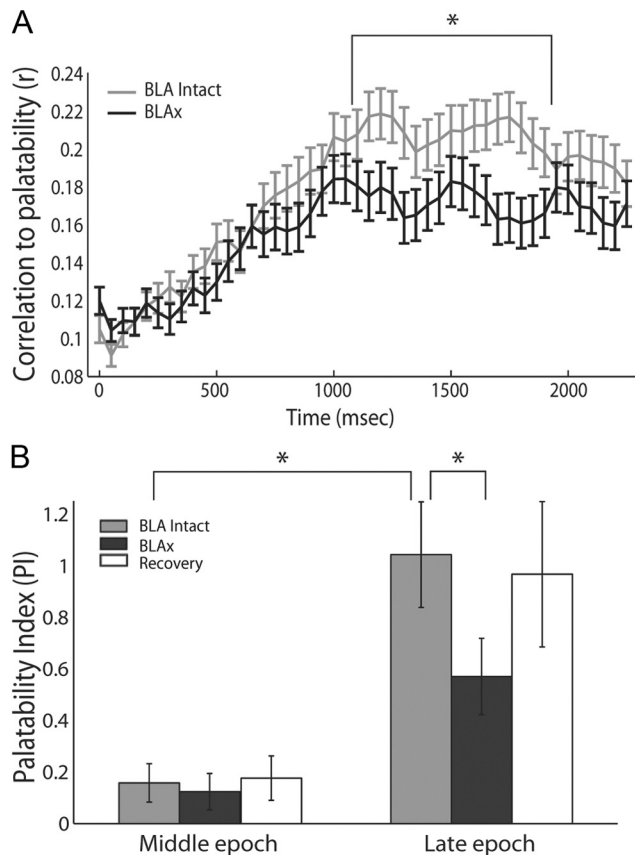 A
*
Correlation to palatability (r)
0.24
0.22
0.2
0.18
0.16
0.14
0.12
0.1
0.08
BLA Intact
BLAx
0
500
1000
1500
2000
Time (msec)
B
*
*
Palatability Index (PI)
1.2
1
0.8
0.6
0.4
0.2
0
BLA Intact
BLAx
Recovery
Middle epoch
Late epoch